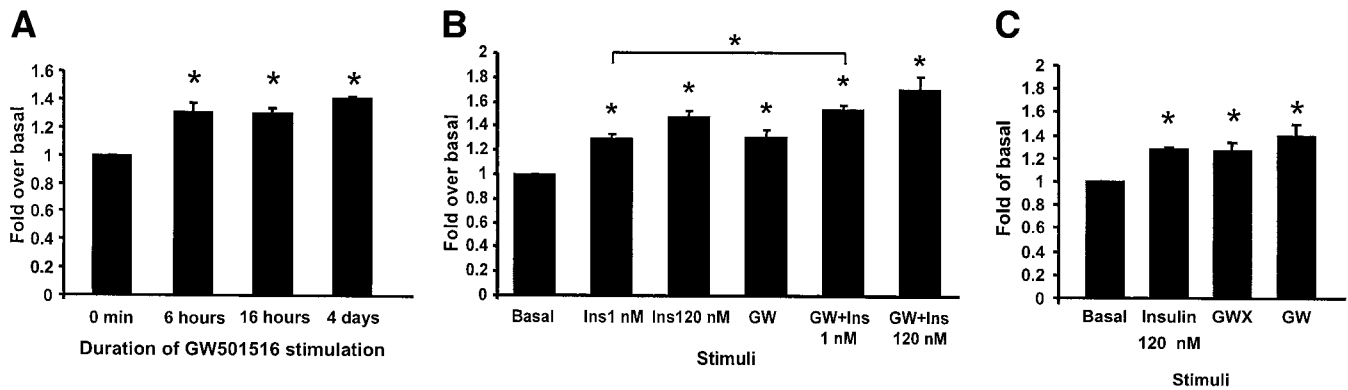 A
Fold over basal
1.6
1.4
1.2
1
0.8
0.6
0.4
0.2
0
*
*
*
0 min
6 hours
16 hours
4 days
Duration of GW501516 stimulation
B
Fold over basal
2
1.8
1.6
1.4
1.2
1
0.8
0.6
0.4
0.2
0
*
*
*
*
*
*
Basal
Ins1 nM
Ins120 nM
GW
GW+Ins
1 nM
GW+Ins
120 nM
Stimuli
C
Fold of basal
2
1.8
1.6
1.4
1.2
1
0.8
0.6
0.4
0.2
0
*
*
*
Basal
Insulin
120 nM
GWX
GW
Stimuli